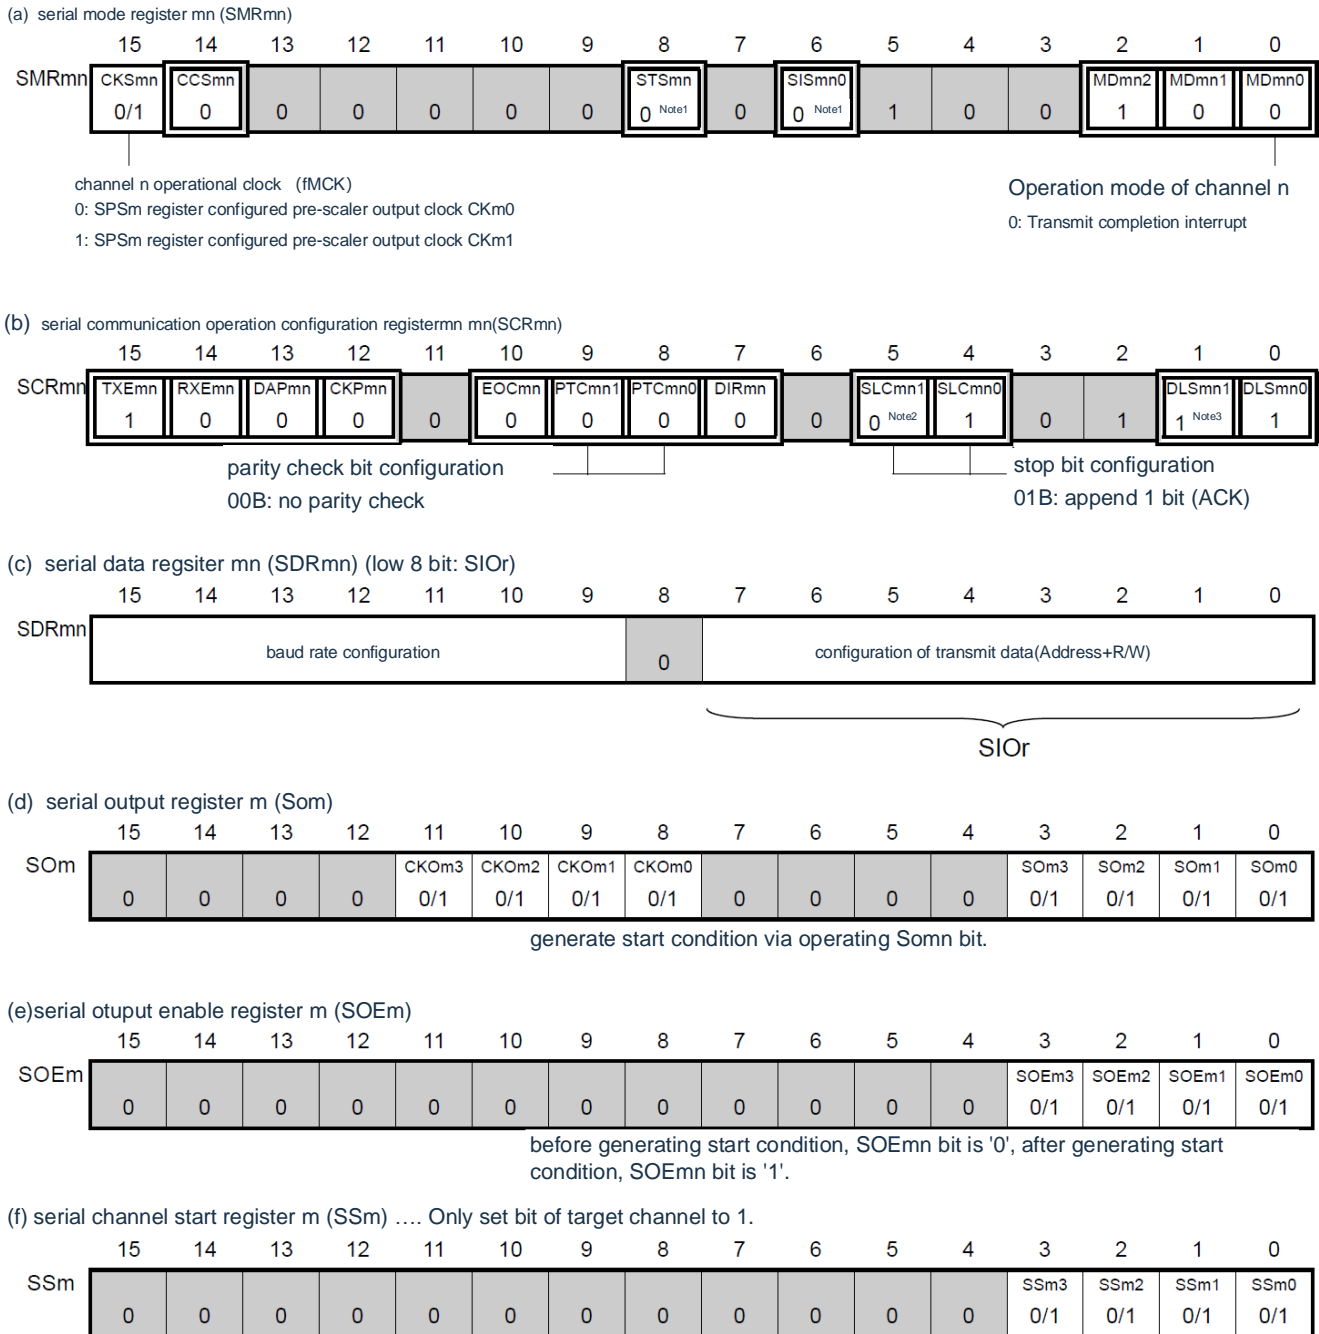 (a) serial mode register mn (SMRmn)
15 14 13 12 11 10 9 8 7 6 5 4 3 2 1 0
SMRmn CKSmn CCSmn STSmn SISmn0 MDmn2 MDmn1 MDmn0
0/1 0 0 0 0 0 0 0 Note1 0 0 Note1 1 0 0 1 0 0
channel n operational clock (fMCK)
0: SPSm register configured pre-scaler output clock CKm0
1: SPSm register configured pre-scaler output clock CKm1
Operation mode of channel n
0: Transmit completion interrupt
(b) serial communication operation configuration registermn mn(SCRmn)
15 14 13 12 11 10 9 8 7 6 5 4 3 2 1 0
SCRmn TXEmn RXEmn DAPmn CKPmn EOCmn PTCmn1 PTCmn0 DIRmn SLCmn1 SLCmn0 DLSmn1 DLSmn0
1 0 0 0 0 0 0 0 0 0 0 Note2 1 0 1 1 Note3 1
parity check bit configuration
00B: no parity check
stop bit configuration
01B: append 1 bit (ACK)
(c) serial data regsiter mn (SDRmn) (low 8 bit: SIOr)
15 14 13 12 11 10 9 8 7 6 5 4 3 2 1 0
SDRmn baud rate configuration 0 configuration of transmit data(Address+R/W)
SIOr
(d) serial output register m (Som)
15 14 13 12 11 10 9 8 7 6 5 4 3 2 1 0
SOm CKOm3 CKOm2 CKOm1 CKOm0 SOm3 SOm2 SOm1 SOm0
0 0 0 0 0/1 0/1 0/1 0/1 0 0 0 0 0/1 0/1 0/1 0/1
generate start condition via operating Somn bit.
(e)serial otuput enable register m (SOEm)
15 14 13 12 11 10 9 8 7 6 5 4 3 2 1 0
SOEm SOEm3 SOEm2 SOEm1 SOEm0
0 0 0 0 0 0 0 0 0 0 0 0 0/1 0/1 0/1 0/1
before generating start condition, SOEmn bit is '0', after generating start
condition, SOEmn bit is '1'.
(f) serial channel start register m (SSm) .... Only set bit of target channel to 1.
15 14 13 12 11 10 9 8 7 6 5 4 3 2 1 0
SSm SSm3 SSm2 SSm1 SSm0
0 0 0 0 0 0 0 0 0 0 0 0 0/1 0/1 0/1 0/1